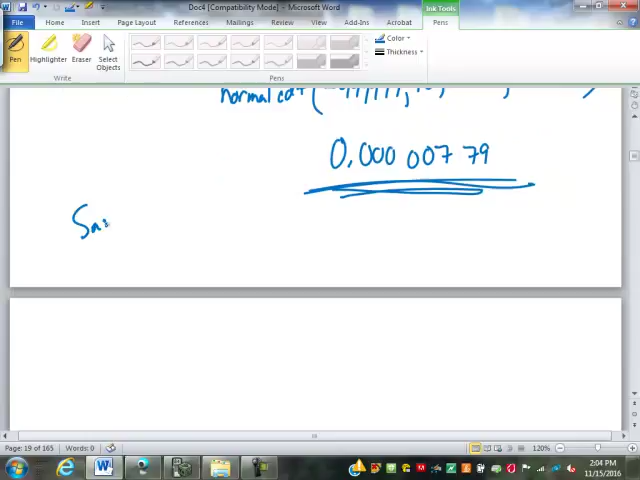 Doc4 [Compatibility Mode] - Microsoft Word
Ink Tools
File Home Insert Page Layout References Mailings Review View Add-Ins Acrobat Pens
Pen Highlighter Eraser Select Objects
Color
Thickness
Write Pens
normalcdf(
0.000 007 79
Sa
Page: 19 of 165 Words: 0 120%
2:04 PM
11/15/2016